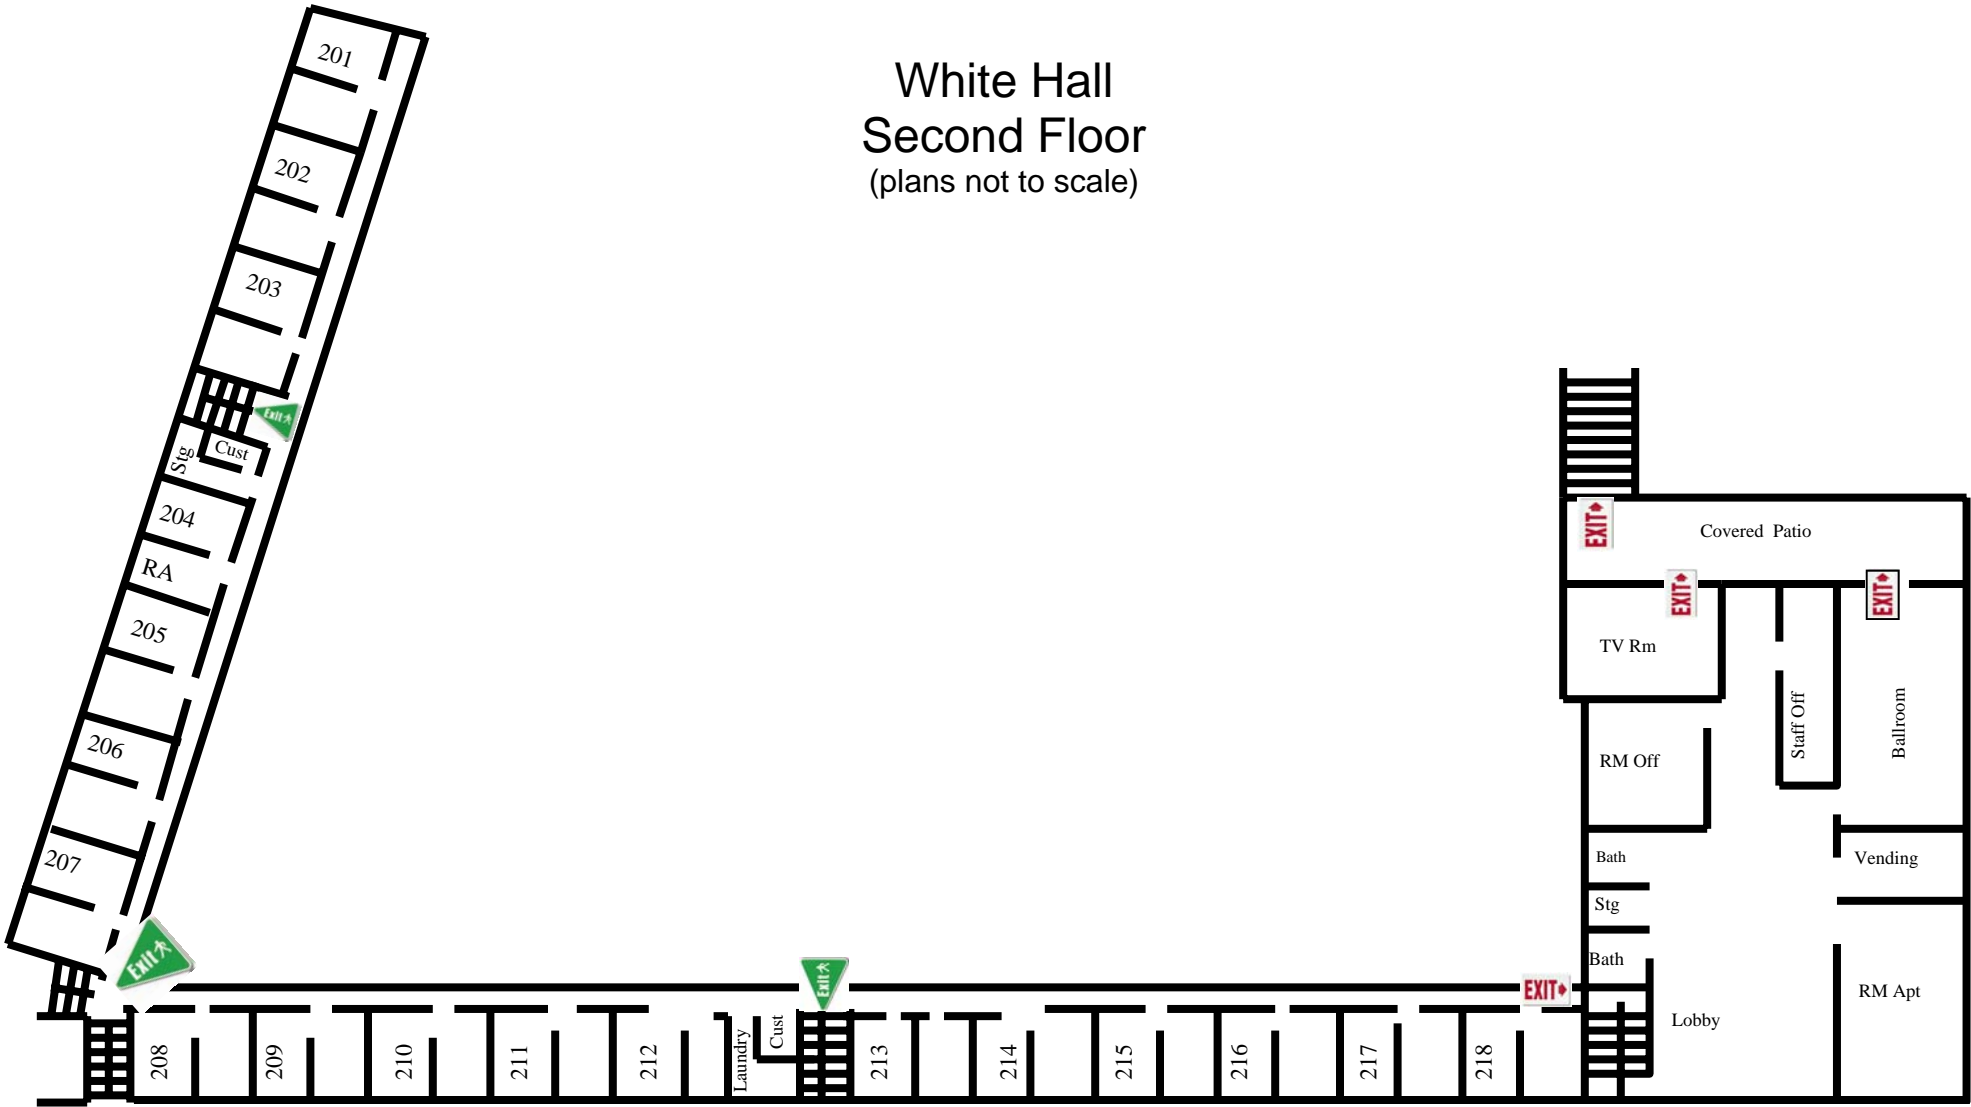 White Hall
Second Floor
(plans not to scale)
201
202
203
Exit
Stg
Cust
204
RA
205
206
207
Exit
208
209
210
211
212
Laundry
Cust
Exit
213
214
215
216
217
218
EXIT
EXIT
Covered Patio
EXIT
EXIT
TV Rm
Staff Off
Ballroom
RM Off
Bath
Vending
Stg
Bath
RM Apt
Lobby